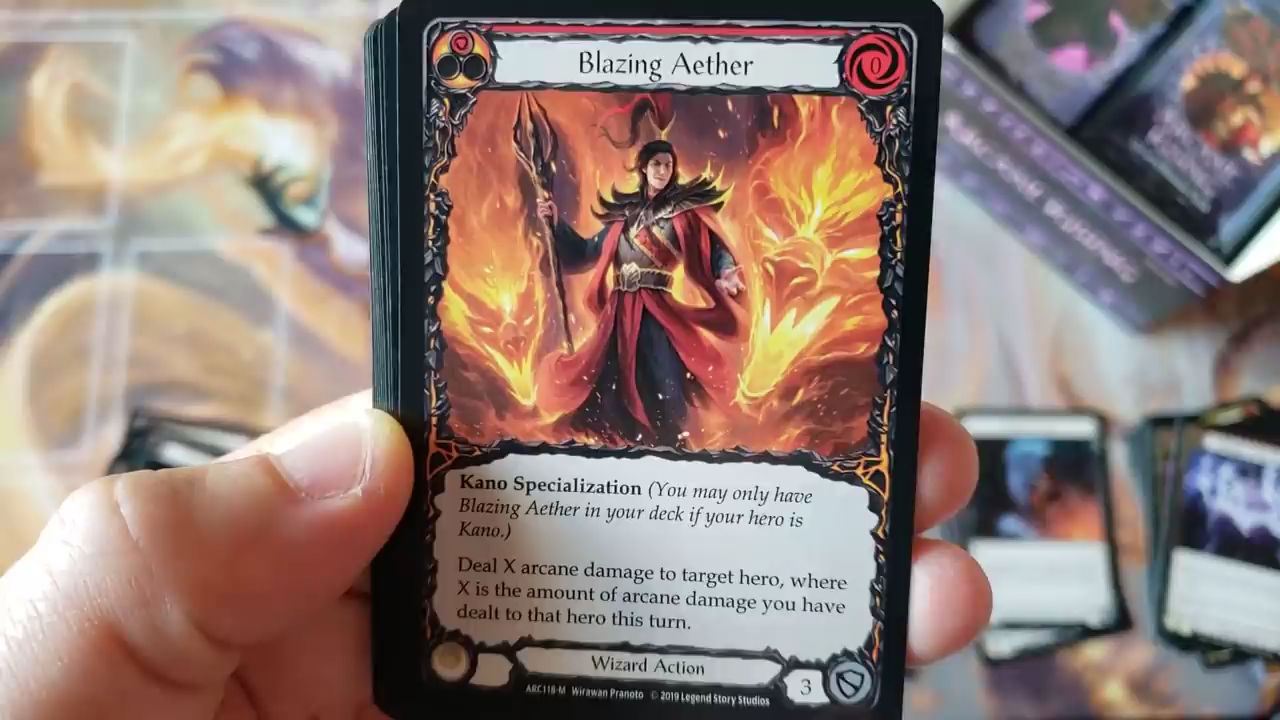 Blazing Aether
0
Kano Specialization (You may only have
Blazing Aether in your deck if your hero is
Kano.)
Deal X arcane damage to target hero, where
X is the amount of arcane damage you have
dealt to that hero this turn.
Wizard Action
3
ARC118-M Wirawan Pranoto © 2019 Legend Story Studios